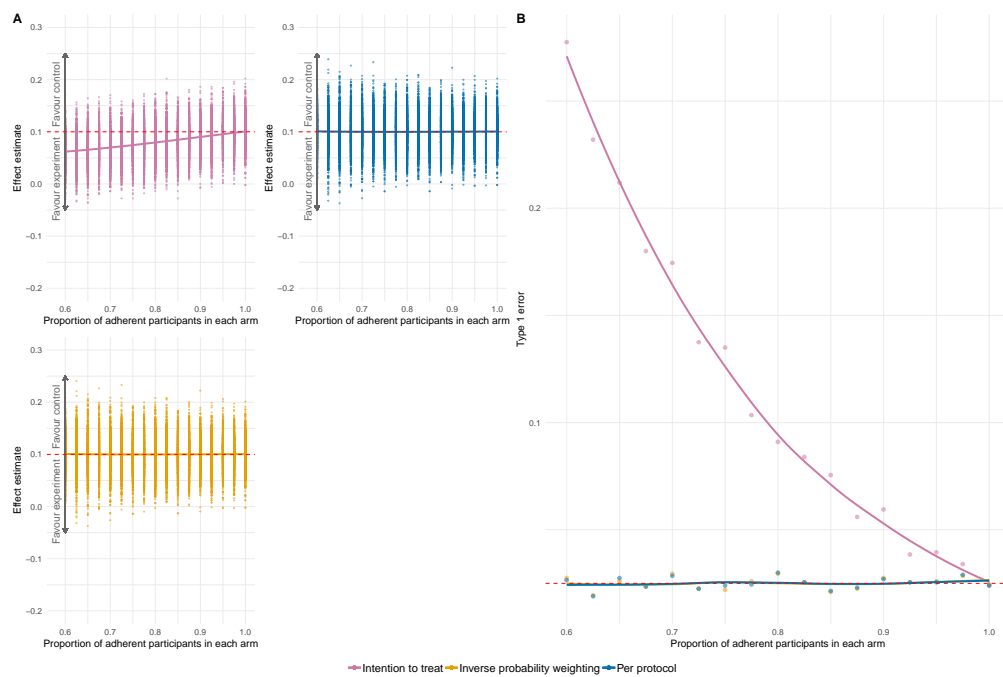 A
0.3
0.2
0.1
0.0
−0.1
−0.2
Effect estimate
Favour experiment - Favour control
0.6 0.7 0.8 0.9 1.0
Proportion of adherent participants in each arm
0.3
0.2
0.1
0.0
−0.1
−0.2
Effect estimate
Favour experiment - Favour control
0.6 0.7 0.8 0.9 1.0
Proportion of adherent participants in each arm
0.3
0.2
0.1
0.0
−0.1
−0.2
Effect estimate
Favour experiment - Favour control
0.6 0.7 0.8 0.9 1.0
Proportion of adherent participants in each arm
B
0.2
0.1
Type 1 error
0.6 0.7 0.8 0.9 1.0
Proportion of adherent participants in each arm
Intention to treat Inverse probability weighting Per protocol